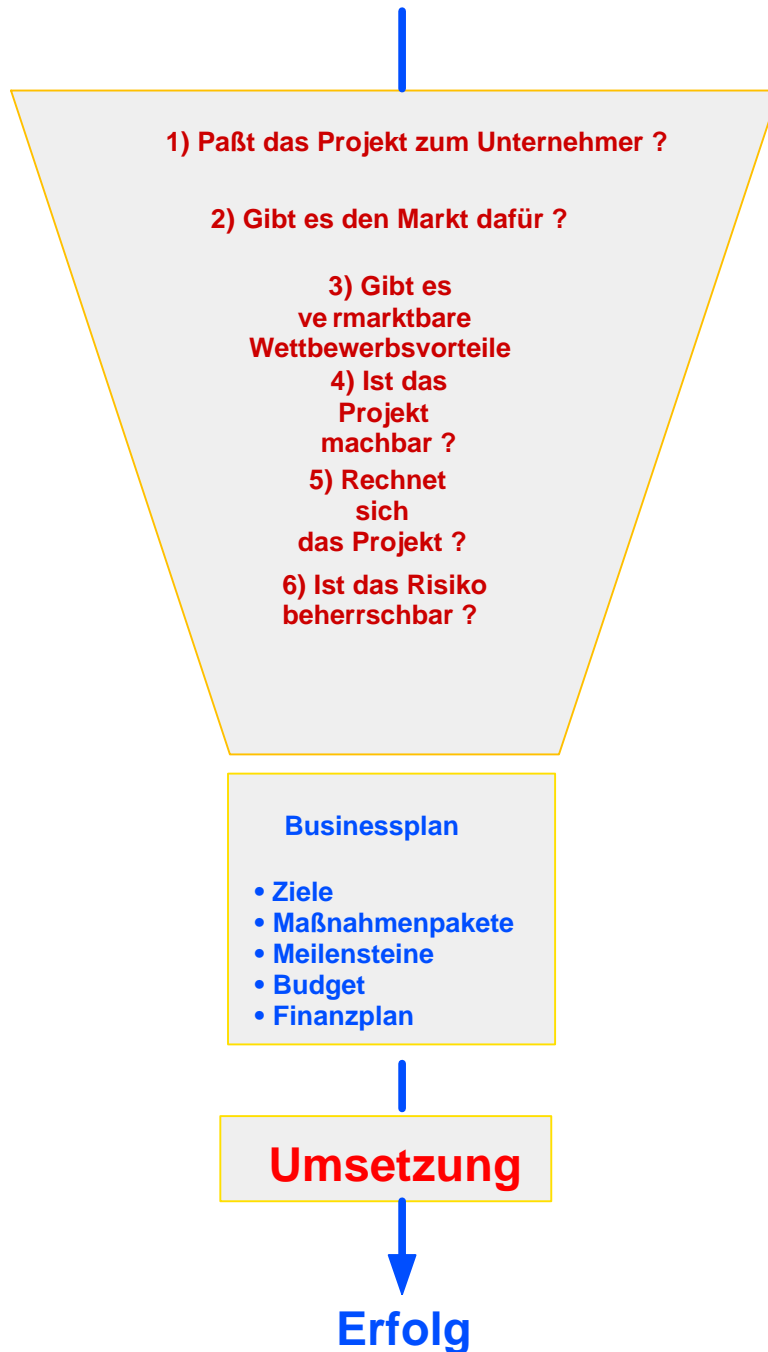 1) Paßt das Projekt zum Unternehmer ?
2) Gibt es den Markt dafür ?
3) Gibt es
ve rmarktbare
Wettbewerbsvorteile
4) Ist das
Projekt
machbar ?
5) Rechnet
sich
das Projekt ?
6) Ist das Risiko
beherrschbar ?
Businessplan
• Ziele
• Maßnahmenpakete
• Meilensteine
• Budget
• Finanzplan
Umsetzung
Erfolg